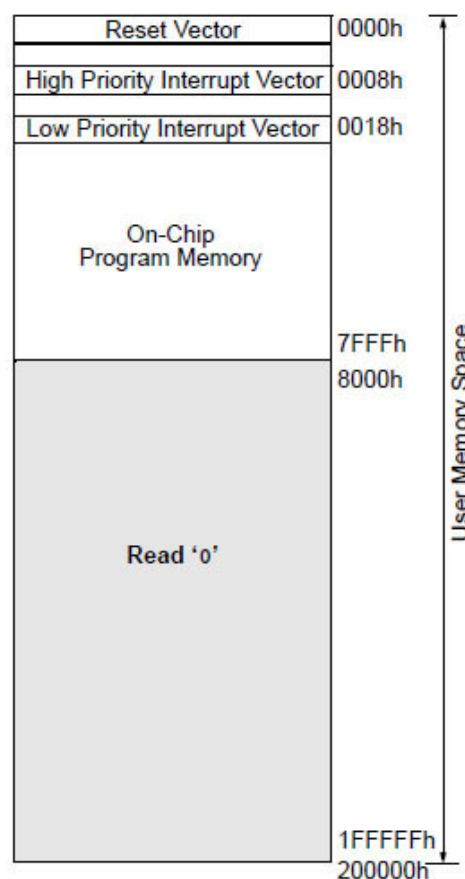 Reset Vector 0000h
High Priority Interrupt Vector 0008h
Low Priority Interrupt Vector 0018h
On-Chip
Program Memory
7FFFh
8000h
User Memory Space
Read ‘0’
1FFFFFh
200000h